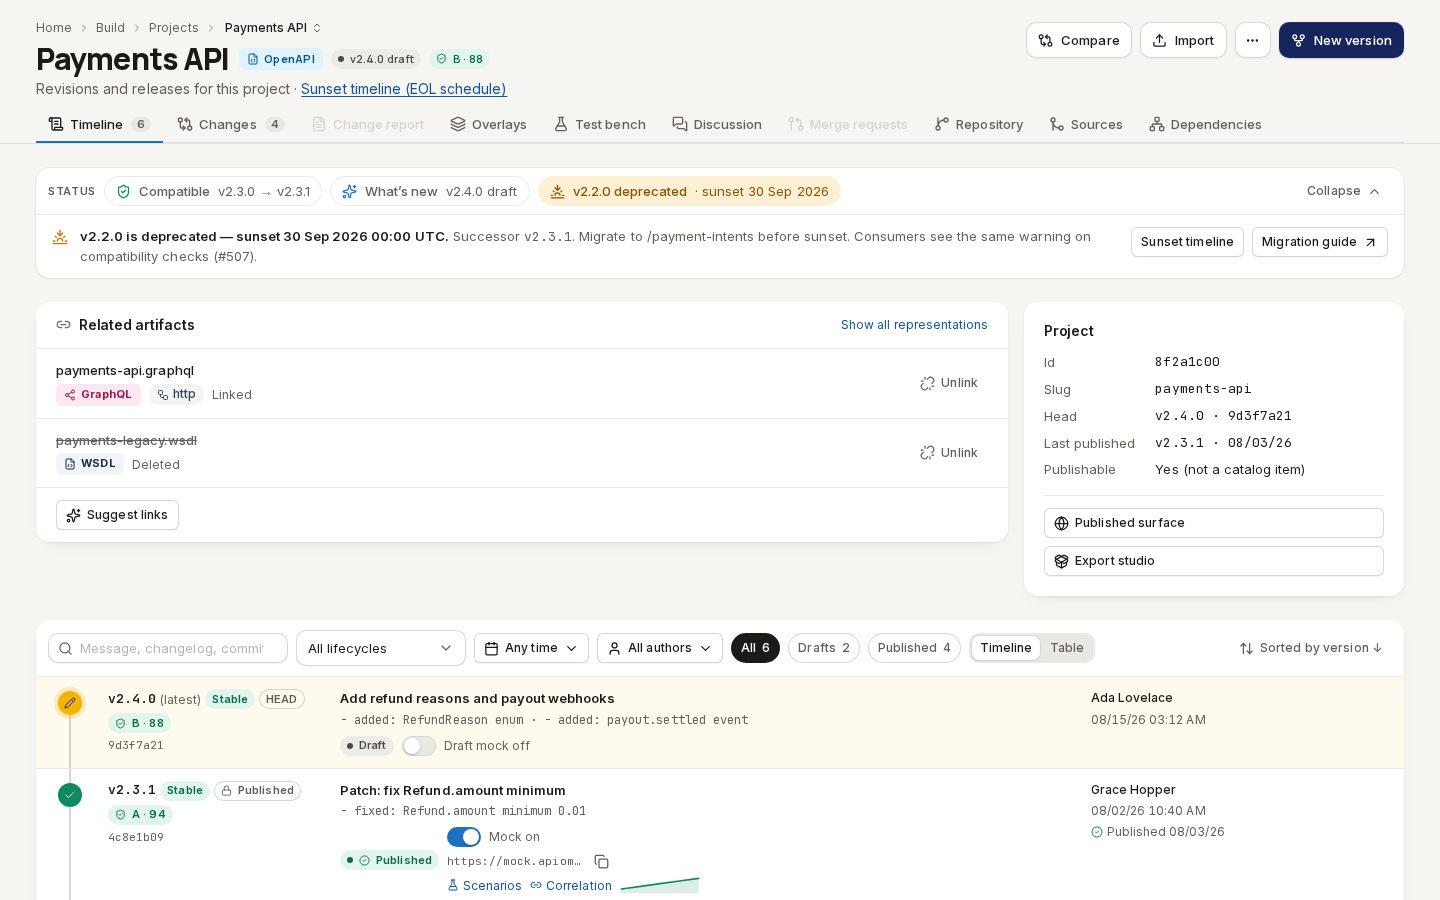 Home Build Projects Payments API
Compare Import New version
Payments API OpenAPI v2.4.0 draft B · 88
Revisions and releases for this project · Sunset timeline (EOL schedule)
Timeline 6 Changes 4 Change report Overlays Test bench Discussion Merge requests Repository Sources Dependencies
STATUS Compatible v2.3.0 → v2.3.1 What's new v2.4.0 draft v2.2.0 deprecated · sunset 30 Sep 2026 Collapse
v2.2.0 is deprecated — sunset 30 Sep 2026 00:00 UTC. Successor v2.3.1. Migrate to /payment-intents before sunset. Consumers see the same warning on
compatibility checks (#507).
Sunset timeline Migration guide
Related artifacts Show all representations
payments-api.graphql
GraphQL http Linked
Unlink
payments-legacy.wsdl
WSDL Deleted
Unlink
Suggest links
Project
Id 8f2a1c00
Slug payments-api
Head v2.4.0 · 9d3f7a21
Last published v2.3.1 · 08/03/26
Publishable Yes (not a catalog item)
Published surface
Export studio
Message, changelog, commit All lifecycles Any time All authors All 6 Drafts 2 Published 4 Timeline Table Sorted by version ↓
v2.4.0 (latest) Stable HEAD
B · 88
9d3f7a21
Add refund reasons and payout webhooks
- added: RefundReason enum · - added: payout.settled event
Draft Draft mock off
Ada Lovelace
08/15/26 03:12 AM
v2.3.1 Stable Published
A · 94
4c8e1b09
Patch: fix Refund.amount minimum
- fixed: Refund.amount minimum 0.01
Mock on
Published https://mock.apiom…
Scenarios Correlation
Grace Hopper
08/02/26 10:40 AM
Published 08/03/26